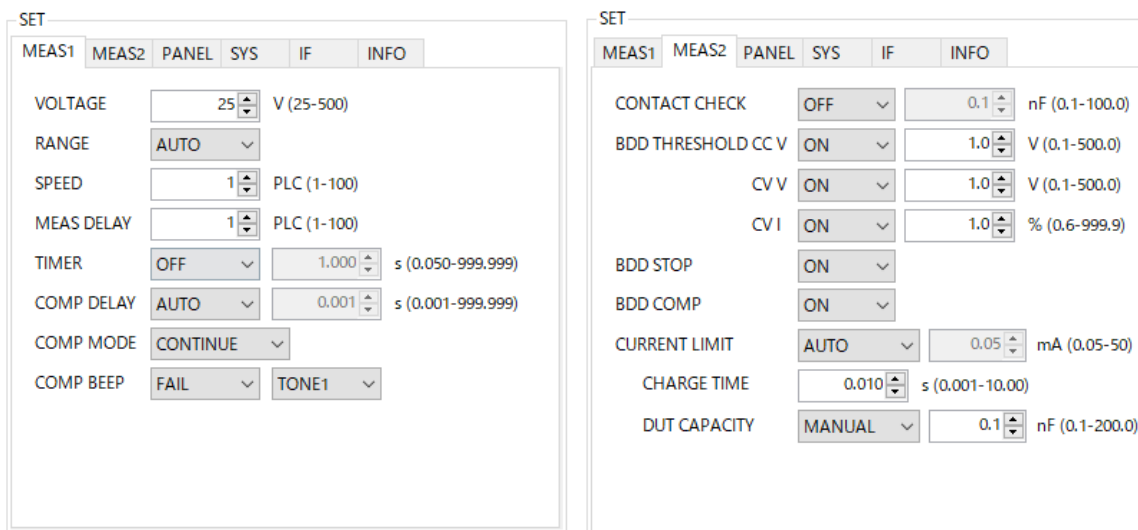 SET
MEAS1 MEAS2 PANEL SYS IF INFO
VOLTAGE 25 V (25-500)
RANGE AUTO
SPEED 1 PLC (1-100)
MEAS DELAY 1 PLC (1-100)
TIMER OFF 1.000 s (0.050-999.999)
COMP DELAY AUTO 0.001 s (0.001-999.999)
COMP MODE CONTINUE
COMP BEEP FAIL TONE1
SET
MEAS1 MEAS2 PANEL SYS IF INFO
CONTACT CHECK OFF 0.1 nF (0.1-100.0)
BDD THRESHOLD CC V ON 1.0 V (0.1-500.0)
CV V ON 1.0 V (0.1-500.0)
CV I ON 1.0 % (0.6-999.9)
BDD STOP ON
BDD COMP ON
CURRENT LIMIT AUTO 0.05 mA (0.05-50)
CHARGE TIME 0.010 s (0.001-10.00)
DUT CAPACITY MANUAL 0.1 nF (0.1-200.0)